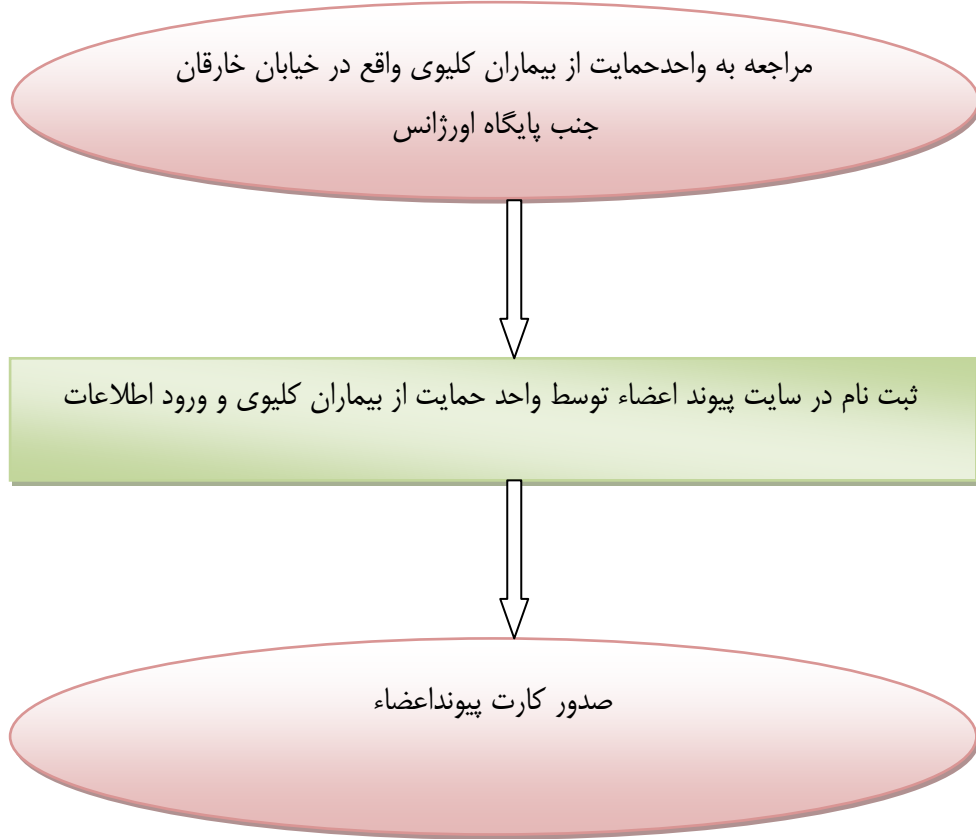 مراجعه به واحدحمایت از بیماران کلیوی واقع در خیابان خارقان
جنب پایگاه اورژانس
ثبت نام در سایت پیوند اعضاء توسط واحد حمایت از بیماران کلیوی و ورود اطلاعات
صدور کارت پیونداعضاء